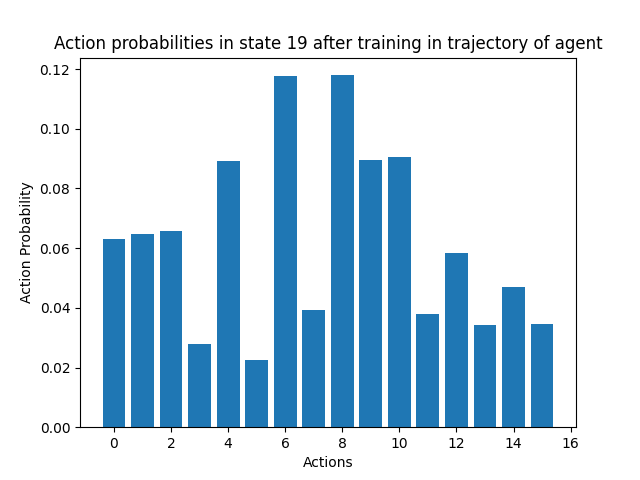 Action probabilities in state 19 after training in trajectory of agent
0.12
0.10
0.08
0.06
0.04
0.02
0.00
Action Probability
0 2 4 6 8 10 12 14 16
Actions